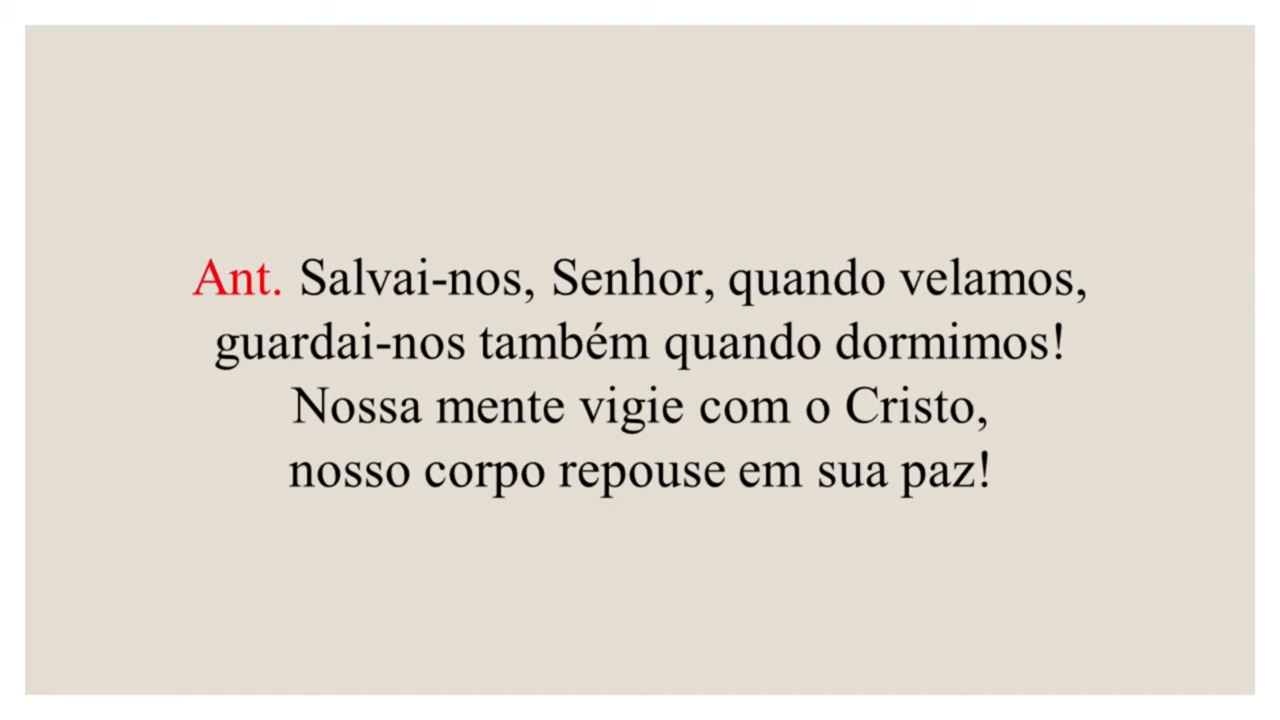 Ant. Salvai-nos, Senhor, quando velamos,
guardai-nos também quando dormimos!
Nossa mente vigie com o Cristo,
nosso corpo repouse em sua paz!